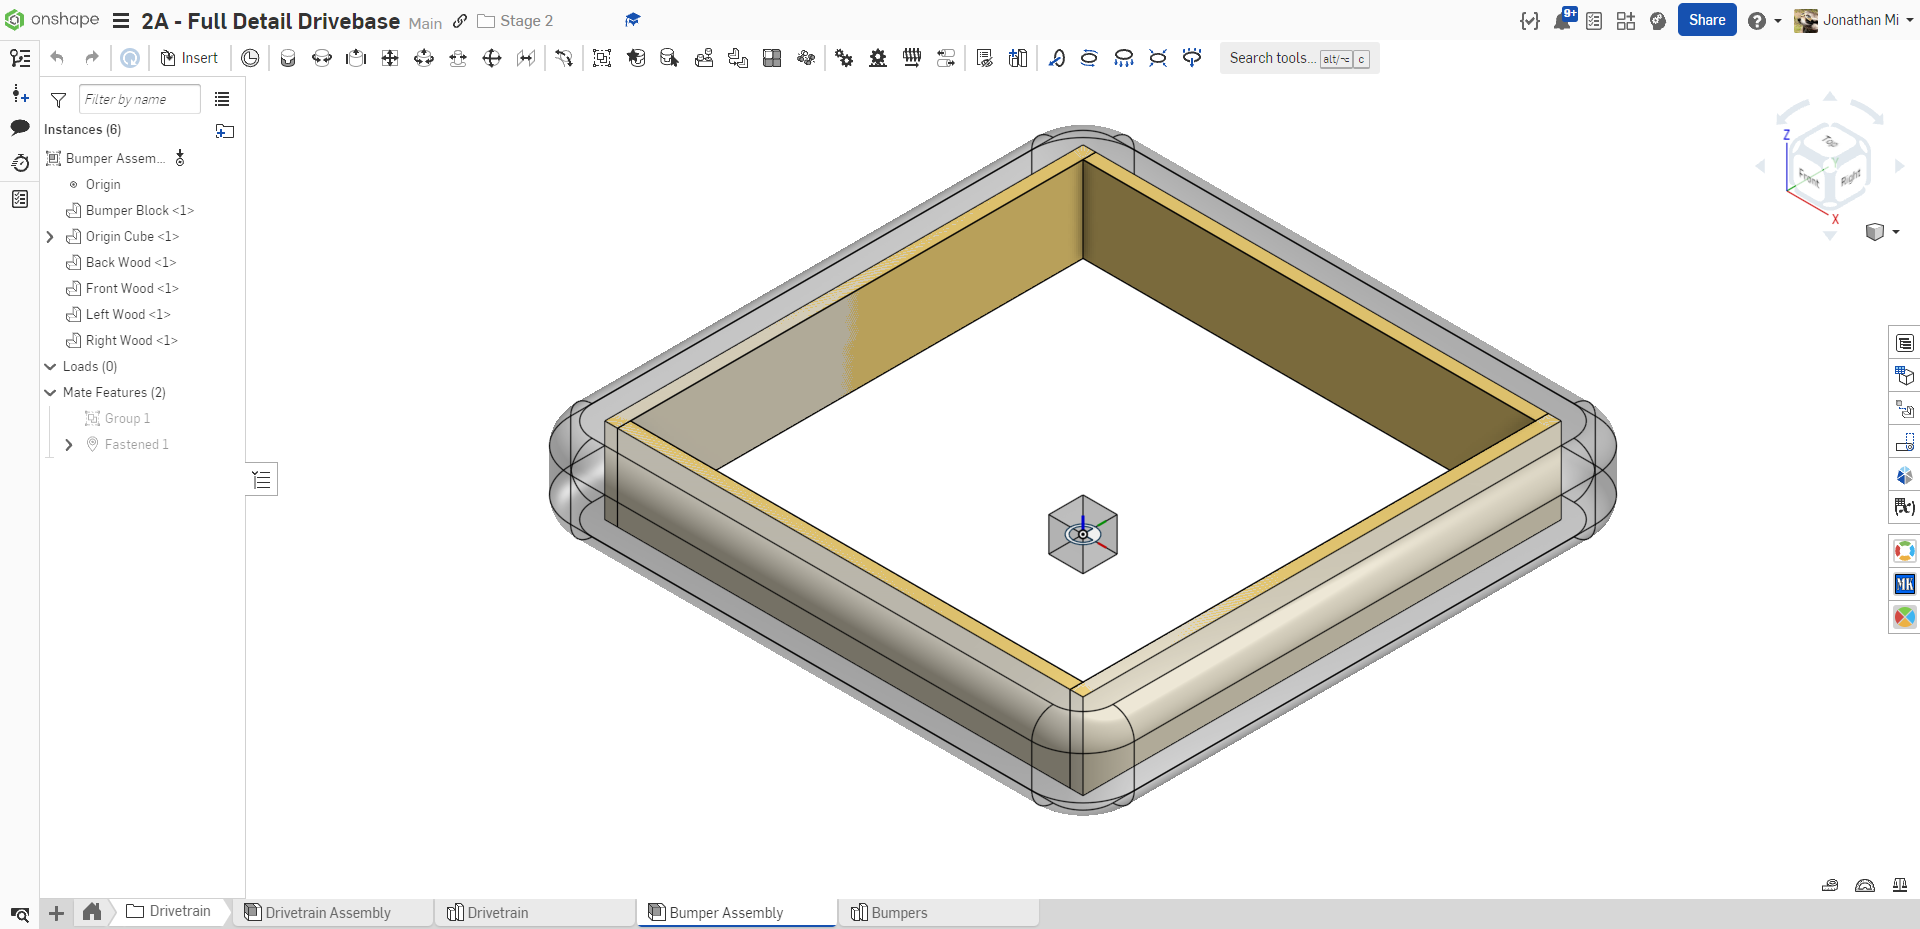 onshape 2A - Full Detail Drivebase Main Stage 2 9+ Share Jonathan Mi
Insert Search tools... alt/⌥ c
Filter by name
Instances (6)
Bumper Assem...
Origin
Bumper Block <1>
Origin Cube <1>
Back Wood <1>
Front Wood <1>
Left Wood <1>
Right Wood <1>
Loads (0)
Mate Features (2)
Group 1
Fastened 1
Z
Top
Front Right
X
(x)
MK
Drivetrain Drivetrain Assembly Drivetrain Bumper Assembly Bumpers